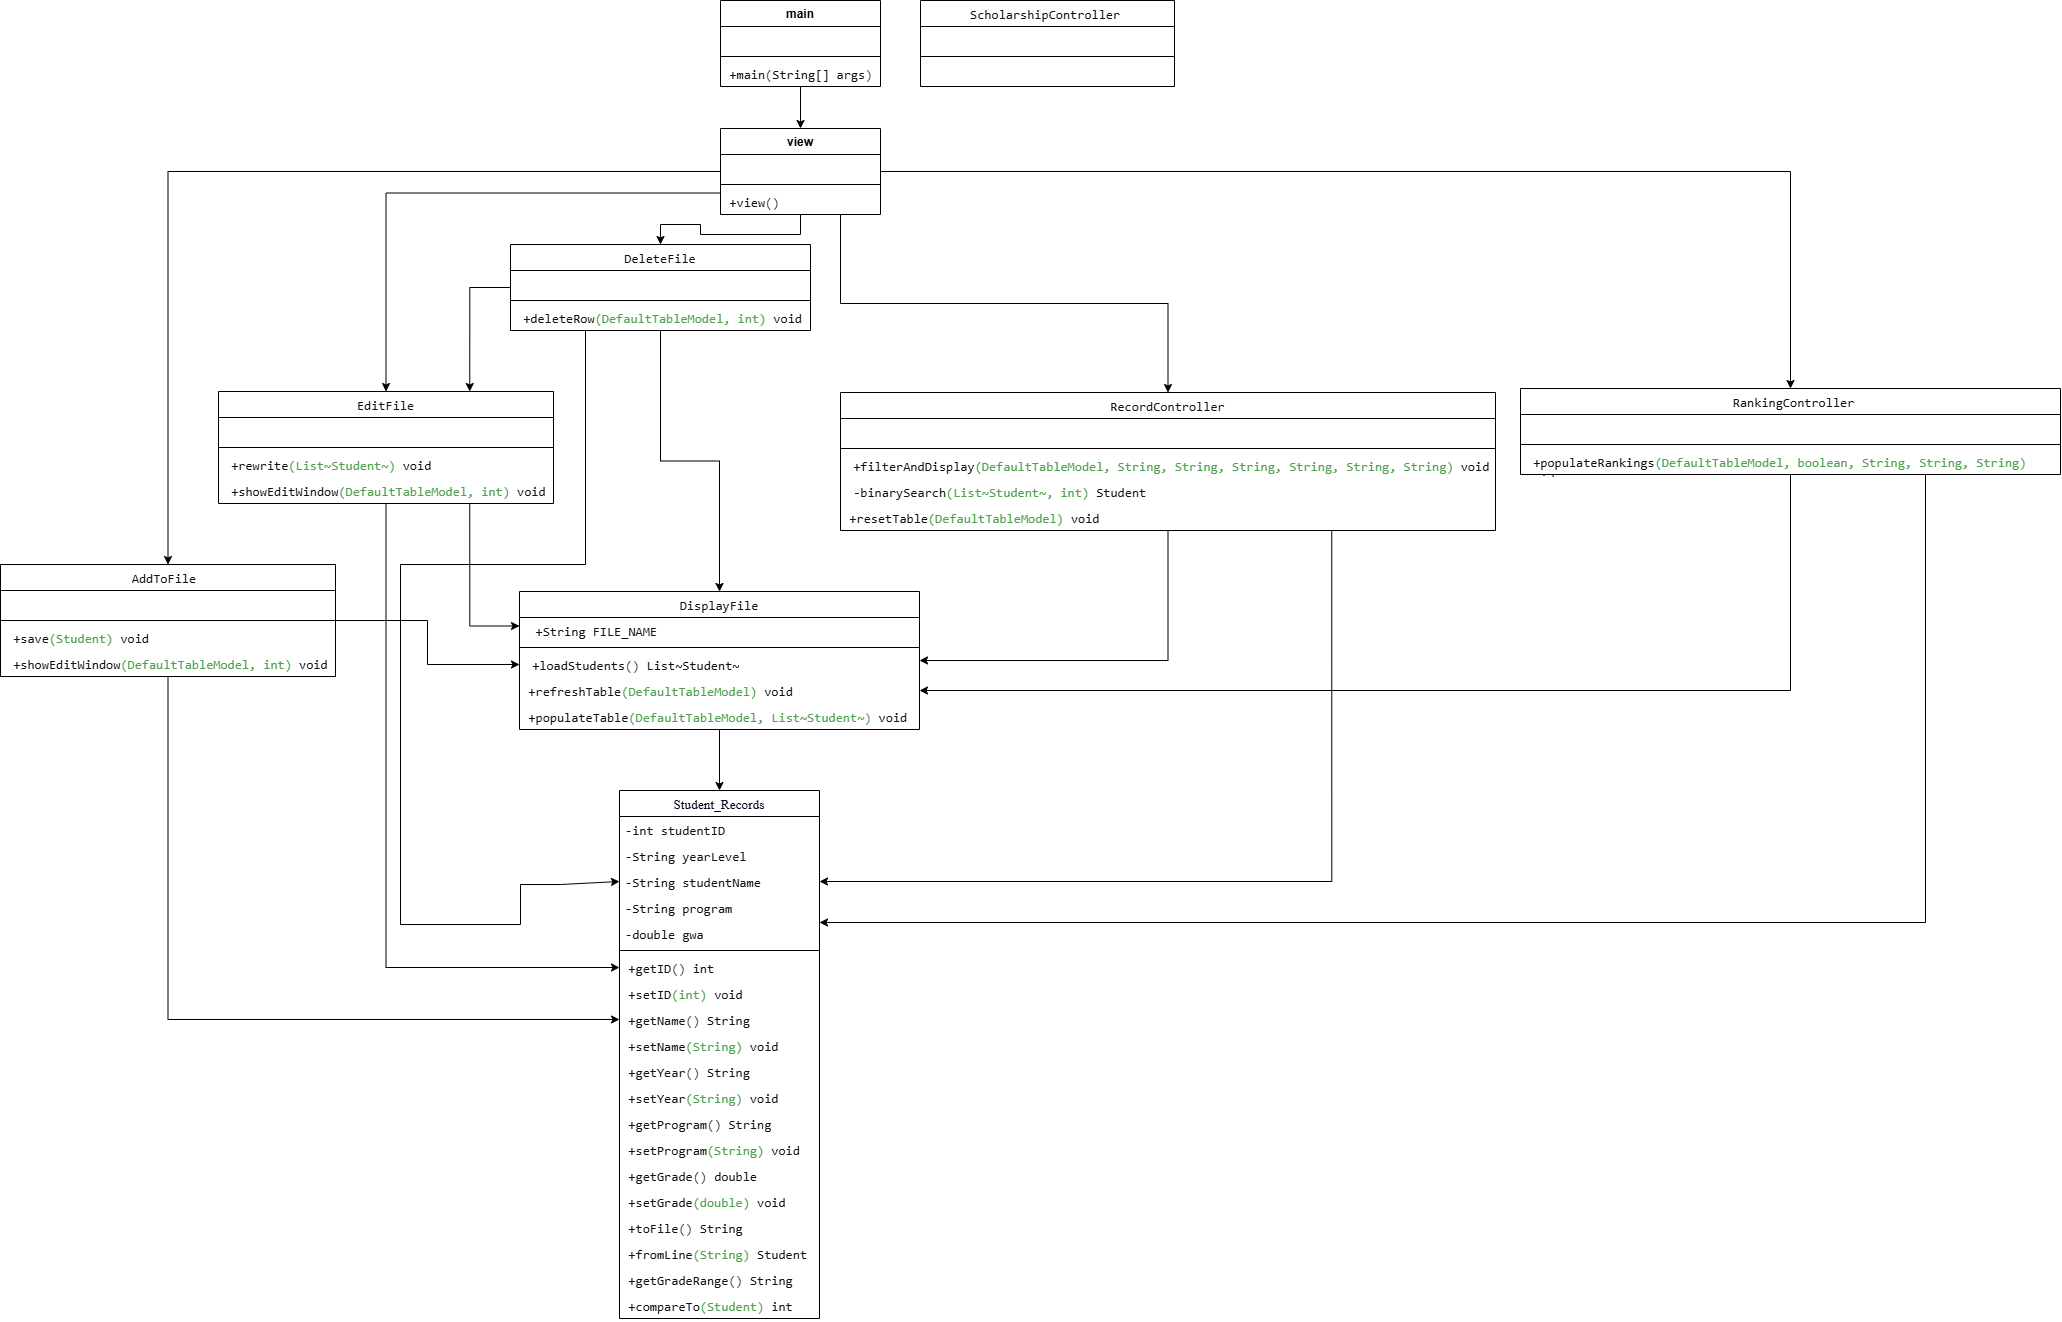 main
+main(String[] args)
ScholarshipController
view
+view()
DeleteFile
+deleteRow(DefaultTableModel, int) void
EditFile
+rewrite(List~Student~) void
+showEditWindow(DefaultTableModel, int) void
RecordController
+filterAndDisplay(DefaultTableModel, String, String, String, String, String, String) void
-binarySearch(List~Student~, int) Student
+resetTable(DefaultTableModel) void
RankingController
+populateRankings(DefaultTableModel, boolean, String, String, String)
AddToFile
+save(Student) void
+showEditWindow(DefaultTableModel, int) void
DisplayFile
+String FILE_NAME
+loadStudents() List~Student~
+refreshTable(DefaultTableModel) void
+populateTable(DefaultTableModel, List~Student~) void
Student_Records
-int studentID
-String yearLevel
-String studentName
-String program
-double gwa
+getID() int
+setID(int) void
+getName() String
+setName(String) void
+getYear() String
+setYear(String) void
+getProgram() String
+setProgram(String) void
+getGrade() double
+setGrade(double) void
+toFile() String
+fromLine(String) Student
+getGradeRange() String
+compareTo(Student) int